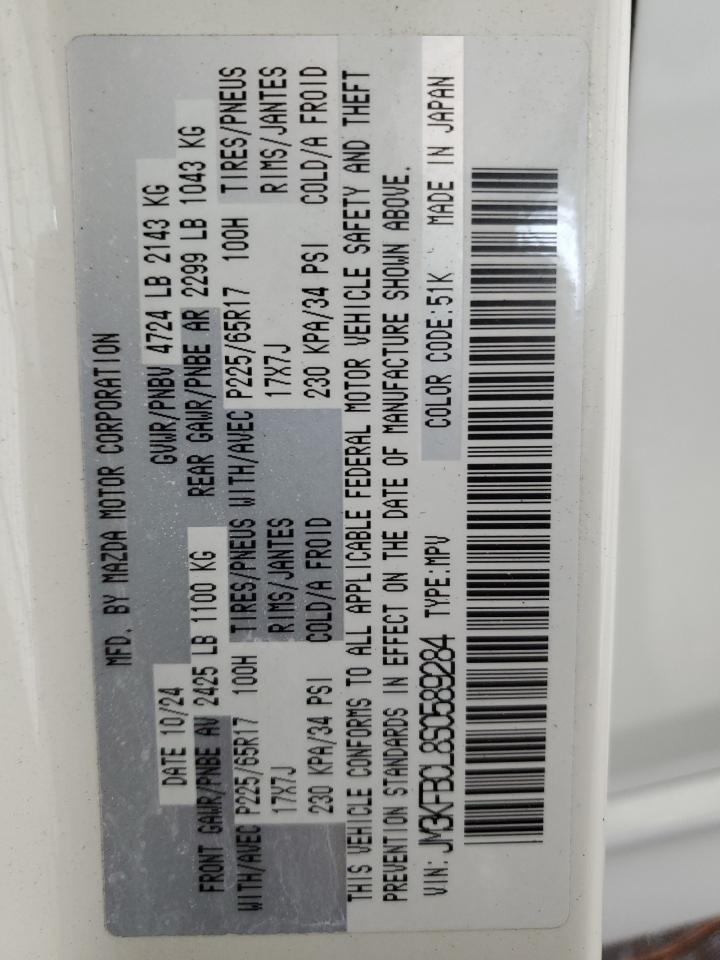 MFD. BY MAZDA MOTOR CORPORATION
DATE 10/24 GVWR/PNBV 4724 LB 2143 KG
FRONT GAWR/PNBE AV 2425 LB 1100 KG REAR GAWR/PNBE AR 2299 LB 1043 KG
WITH/AVEC P225/65R17 100H TIRES/PNEUS WITH/AVEC P225/65R17 100H TIRES/PNEUS
17X7J RIMS/JANTES 17X7J RIMS/JANTES
230 KPA/34 PSI COLD/A FROID 230 KPA/34 PSI COLD/A FROID
THIS VEHICLE CONFORMS TO ALL APPLICABLE FEDERAL MOTOR VEHICLE SAFETY AND THEFT
PREVENTION STANDARDS IN EFFECT ON THE DATE OF MANUFACTURE SHOWN ABOVE.
VIN: JM3KFBCL8S0589284 TYPE:MPV COLOR CODE:51K MADE IN JAPAN